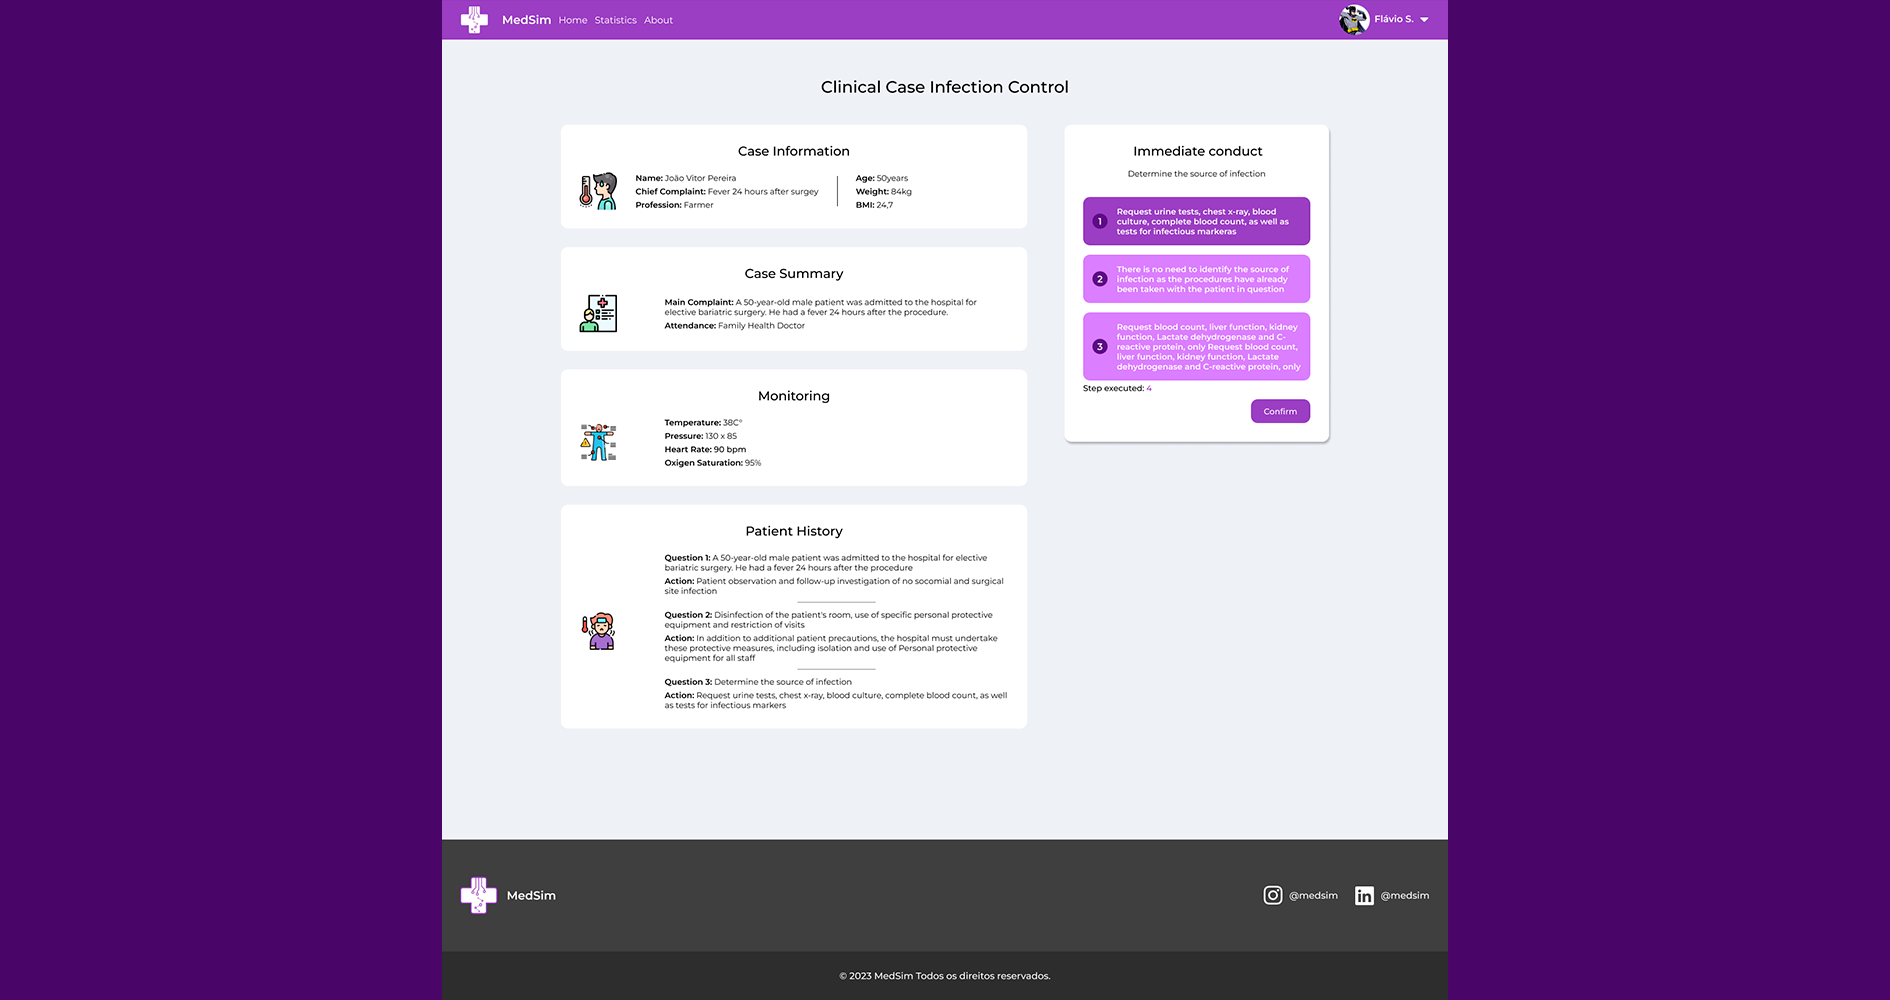 MedSim Home Statistics About
Flávio S.
Clinical Case Infection Control
Case Information
Name: João Vitor Pereira
Chief Complaint: Fever 24 hours after surgey
Profession: Farmer
Age: 50years
Weight: 84kg
BMI: 24,7
Case Summary
Main Complaint: A 50-year-old male patient was admitted to the hospital for
elective bariatric surgery. He had a fever 24 hours after the procedure.
Attendance: Family Health Doctor
Monitoring
Temperature: 38C°
Pressure: 130 x 85
Heart Rate: 90 bpm
Oxigen Saturation: 95%
Patient History
Question 1: A 50-year-old male patient was admitted to the hospital for elective
bariatric surgery. He had a fever 24 hours after the procedure
Action: Patient observation and follow-up investigation of no socomial and surgical
site infection
Question 2: Disinfection of the patient's room, use of specific personal protective
equipment and restriction of visits
Action: In addition to additional patient precautions, the hospital must undertake
these protective measures, including isolation and use of Personal protective
equipment for all staff
Question 3: Determine the source of infection
Action: Request urine tests, chest x-ray, blood culture, complete blood count, as well
as tests for infectious markers
Immediate conduct
Determine the source of infection
1
Request urine tests, chest x-ray, blood
culture, complete blood count, as well as
tests for infectious markeras
2
There is no need to identify the source of
infection as the procedures have already
been taken with the patient in question
3
Request blood count, liver function, kidney
function, Lactate dehydrogenase and C-
reactive protein, only Request blood count,
liver function, kidney function, Lactate
dehydrogenase and C-reactive protein, only
Step executed: 4
Confirm
MedSim
@medsim
in @medsim
© 2023 MedSim Todos os direitos reservados.